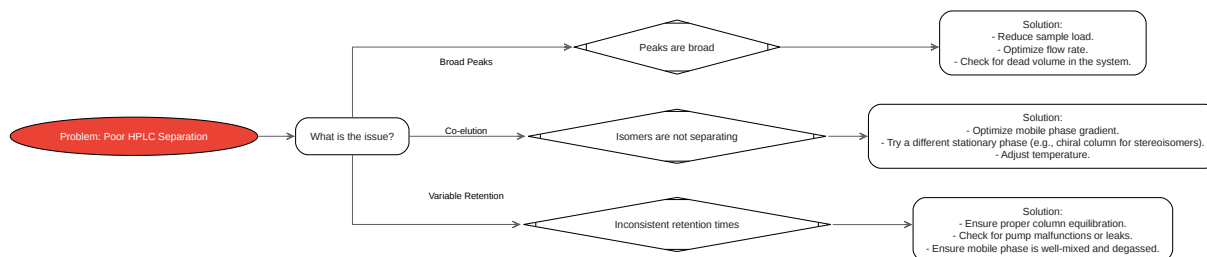 Problem: Poor HPLC Separation
What is the issue?
Broad Peaks
Peaks are broad
Solution:
- Reduce sample load.
- Optimize flow rate.
- Check for dead volume in the system.
Co-elution
Isomers are not separating
Solution:
- Optimize mobile phase gradient.
- Try a different stationary phase (e.g., chiral column for stereoisomers).
- Adjust temperature.
Variable Retention
Inconsistent retention times
Solution:
- Ensure proper column equilibration.
- Check for pump malfunctions or leaks.
- Ensure mobile phase is well-mixed and degassed.